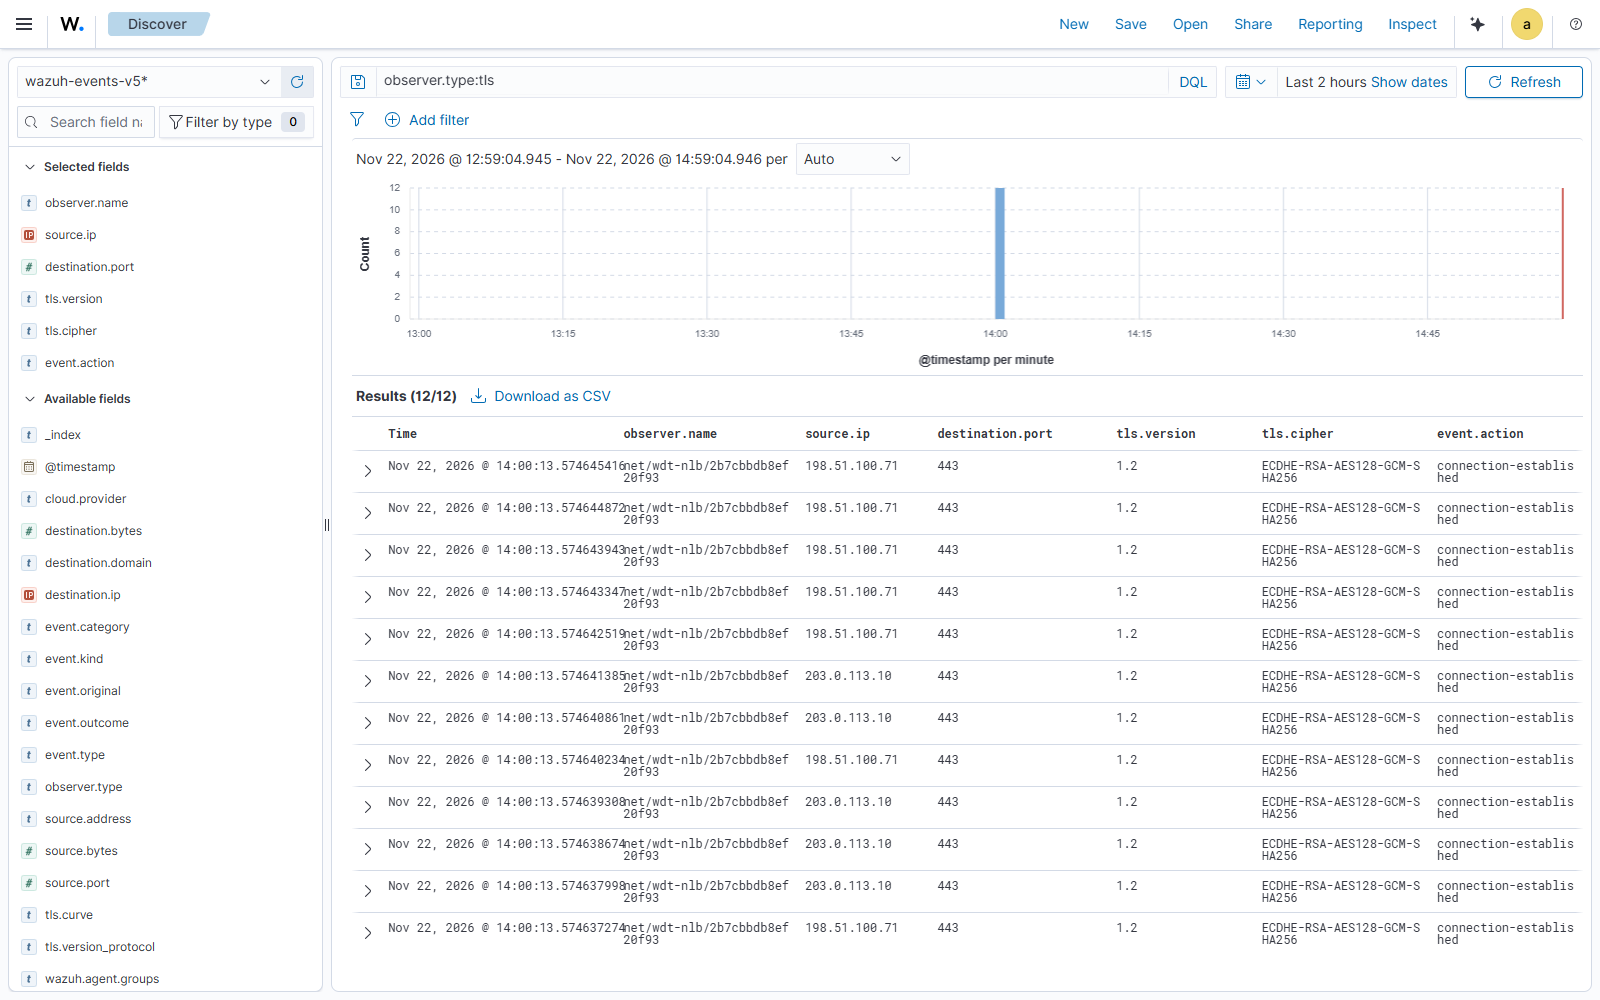 W.
Discover
New
Save
Open
Share
Reporting
Inspect
a
wazuh-events-v5*
observer.type:tls
DQL
Last 2 hours Show dates
Refresh
Search field
Filter by type 0
Add filter
Selected fields
observer.name
source.ip
destination.port
tls.version
tls.cipher
event.action
Available fields
_index
@timestamp
cloud.provider
destination.bytes
destination.domain
destination.ip
event.category
event.kind
event.original
event.outcome
event.type
observer.type
source.address
source.bytes
source.port
tls.curve
tls.version_protocol
wazuh.agent.groups
Nov 22, 2026 @ 12:59:04.945 - Nov 22, 2026 @ 14:59:04.946 per Auto
Count
12
10
8
6
4
2
0
13:00 13:15 13:30 13:45 14:00 14:15 14:30 14:45
@timestamp per minute
Results (12/12) Download as CSV
Time observer.name source.ip destination.port tls.version tls.cipher event.action
Nov 22, 2026 @ 14:00:13.574645416 net/wdt-nlb/2b7cbbdb8ef 198.51.100.71 443 1.2 ECDHE-RSA-AES128-GCM-S connection-establis
20f93 HA256 hed
Nov 22, 2026 @ 14:00:13.574644872 net/wdt-nlb/2b7cbbdb8ef 198.51.100.71 443 1.2 ECDHE-RSA-AES128-GCM-S connection-establis
20f93 HA256 hed
Nov 22, 2026 @ 14:00:13.574643943 net/wdt-nlb/2b7cbbdb8ef 198.51.100.71 443 1.2 ECDHE-RSA-AES128-GCM-S connection-establis
20f93 HA256 hed
Nov 22, 2026 @ 14:00:13.574643347 net/wdt-nlb/2b7cbbdb8ef 198.51.100.71 443 1.2 ECDHE-RSA-AES128-GCM-S connection-establis
20f93 HA256 hed
Nov 22, 2026 @ 14:00:13.574642519 net/wdt-nlb/2b7cbbdb8ef 198.51.100.71 443 1.2 ECDHE-RSA-AES128-GCM-S connection-establis
20f93 HA256 hed
Nov 22, 2026 @ 14:00:13.574641385 net/wdt-nlb/2b7cbbdb8ef 203.0.113.10 443 1.2 ECDHE-RSA-AES128-GCM-S connection-establis
20f93 HA256 hed
Nov 22, 2026 @ 14:00:13.574640861 net/wdt-nlb/2b7cbbdb8ef 203.0.113.10 443 1.2 ECDHE-RSA-AES128-GCM-S connection-establis
20f93 HA256 hed
Nov 22, 2026 @ 14:00:13.574640234 net/wdt-nlb/2b7cbbdb8ef 198.51.100.71 443 1.2 ECDHE-RSA-AES128-GCM-S connection-establis
20f93 HA256 hed
Nov 22, 2026 @ 14:00:13.574639308 net/wdt-nlb/2b7cbbdb8ef 203.0.113.10 443 1.2 ECDHE-RSA-AES128-GCM-S connection-establis
20f93 HA256 hed
Nov 22, 2026 @ 14:00:13.574638674 net/wdt-nlb/2b7cbbdb8ef 203.0.113.10 443 1.2 ECDHE-RSA-AES128-GCM-S connection-establis
20f93 HA256 hed
Nov 22, 2026 @ 14:00:13.574637998 net/wdt-nlb/2b7cbbdb8ef 203.0.113.10 443 1.2 ECDHE-RSA-AES128-GCM-S connection-establis
20f93 HA256 hed
Nov 22, 2026 @ 14:00:13.574637274 net/wdt-nlb/2b7cbbdb8ef 198.51.100.71 443 1.2 ECDHE-RSA-AES128-GCM-S connection-establis
20f93 HA256 hed